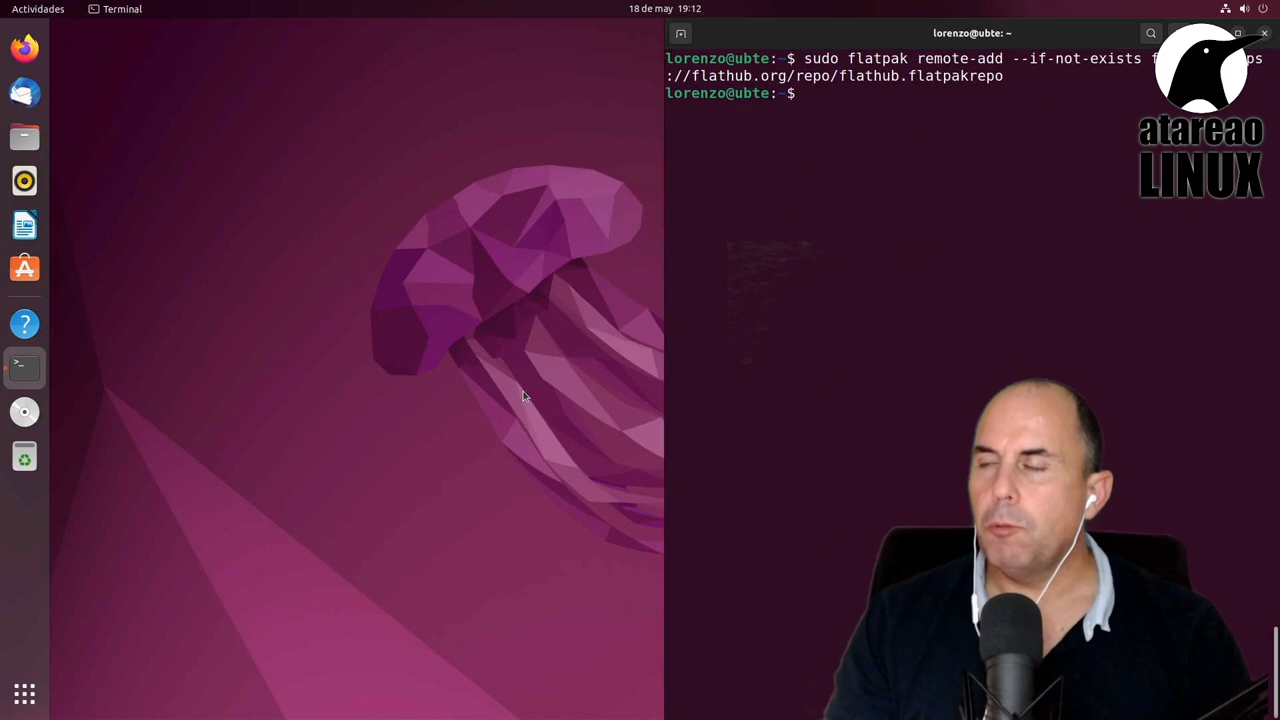 Actividades
Terminal
18 de may 19:12
lorenzo@ubte: ~
lorenzo@ubte:~$ sudo flatpak remote-add --if-not-exists
://flathub.org/repo/flathub.flatpakrepo
lorenzo@ubte:~$
atareao
LINUX